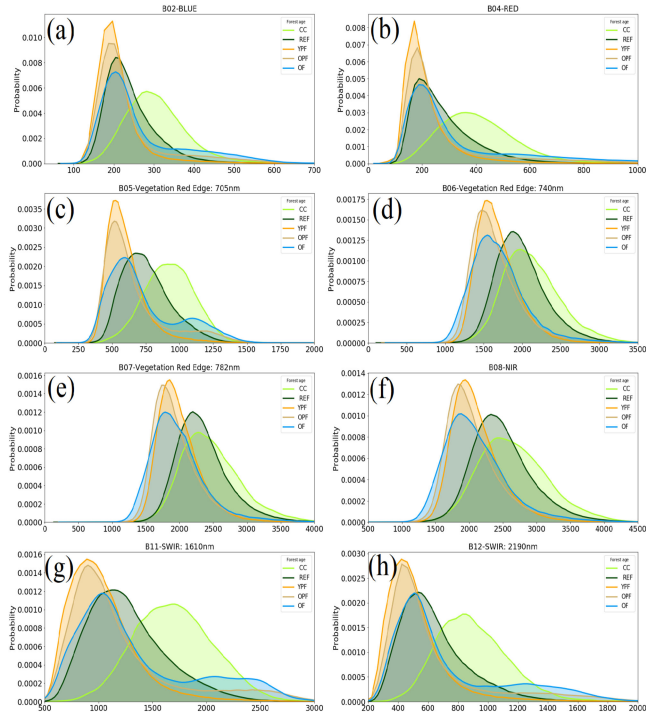 B02-BLUE
(a)
Probability
0.010
0.008
0.006
0.004
0.002
0.000
100 200 300 400 500 600 700
Forest age
CC
REF
YPF
OPF
OF
B04-RED
(b)
Probability
0.008
0.007
0.006
0.005
0.004
0.003
0.002
0.001
0.000
0 200 400 600 800 1000
Forest age
CC
REF
YPF
OPF
OF
B05-Vegetation Red Edge: 705nm
(c)
Probability
0.0035
0.0030
0.0025
0.0020
0.0015
0.0010
0.0005
0.0000
0 250 500 750 1000 1250 1500 1750 2000
Forest age
CC
REF
YPF
OPF
OF
B06-Vegetation Red Edge: 740nm
(d)
Probability
0.00175
0.00150
0.00125
0.00100
0.00075
0.00050
0.00025
0.00000
0 500 1000 1500 2000 2500 3000 3500
Forest age
CC
REF
YPF
OPF
OF
B07-Vegetation Red Edge: 782nm
(e)
Probability
0.0016
0.0014
0.0012
0.0010
0.0008
0.0006
0.0004
0.0002
0.0000
0 500 1000 1500 2000 2500 3000 3500 4000
Forest age
CC
REF
YPF
OPF
OF
B08-NIR
(f)
Probability
0.0014
0.0012
0.0010
0.0008
0.0006
0.0004
0.0002
0.0000
500 1000 1500 2000 2500 3000 3500 4000 4500
Forest age
CC
REF
YPF
OPF
OF
B11-SWIR: 1610nm
(g)
Probability
0.0016
0.0014
0.0012
0.0010
0.0008
0.0006
0.0004
0.0002
0.0000
1000 1500 2000 2500 3000
Forest age
CC
REF
YPF
OPF
OF
B12-SWIR: 2190nm
(h)
Probability
0.0030
0.0025
0.0020
0.0015
0.0010
0.0005
0.0000
400 600 800 1000 1200 1400 1600 1800 2000
Forest age
CC
REF
YPF
OPF
OF